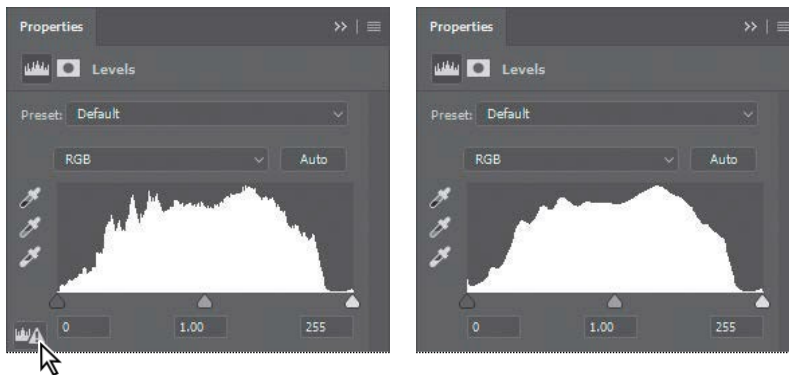 Properties
Levels
Preset: Default
RGB
Auto
0 1.00 255
Properties
Levels
Preset: Default
RGB
Auto
0 1.00 255